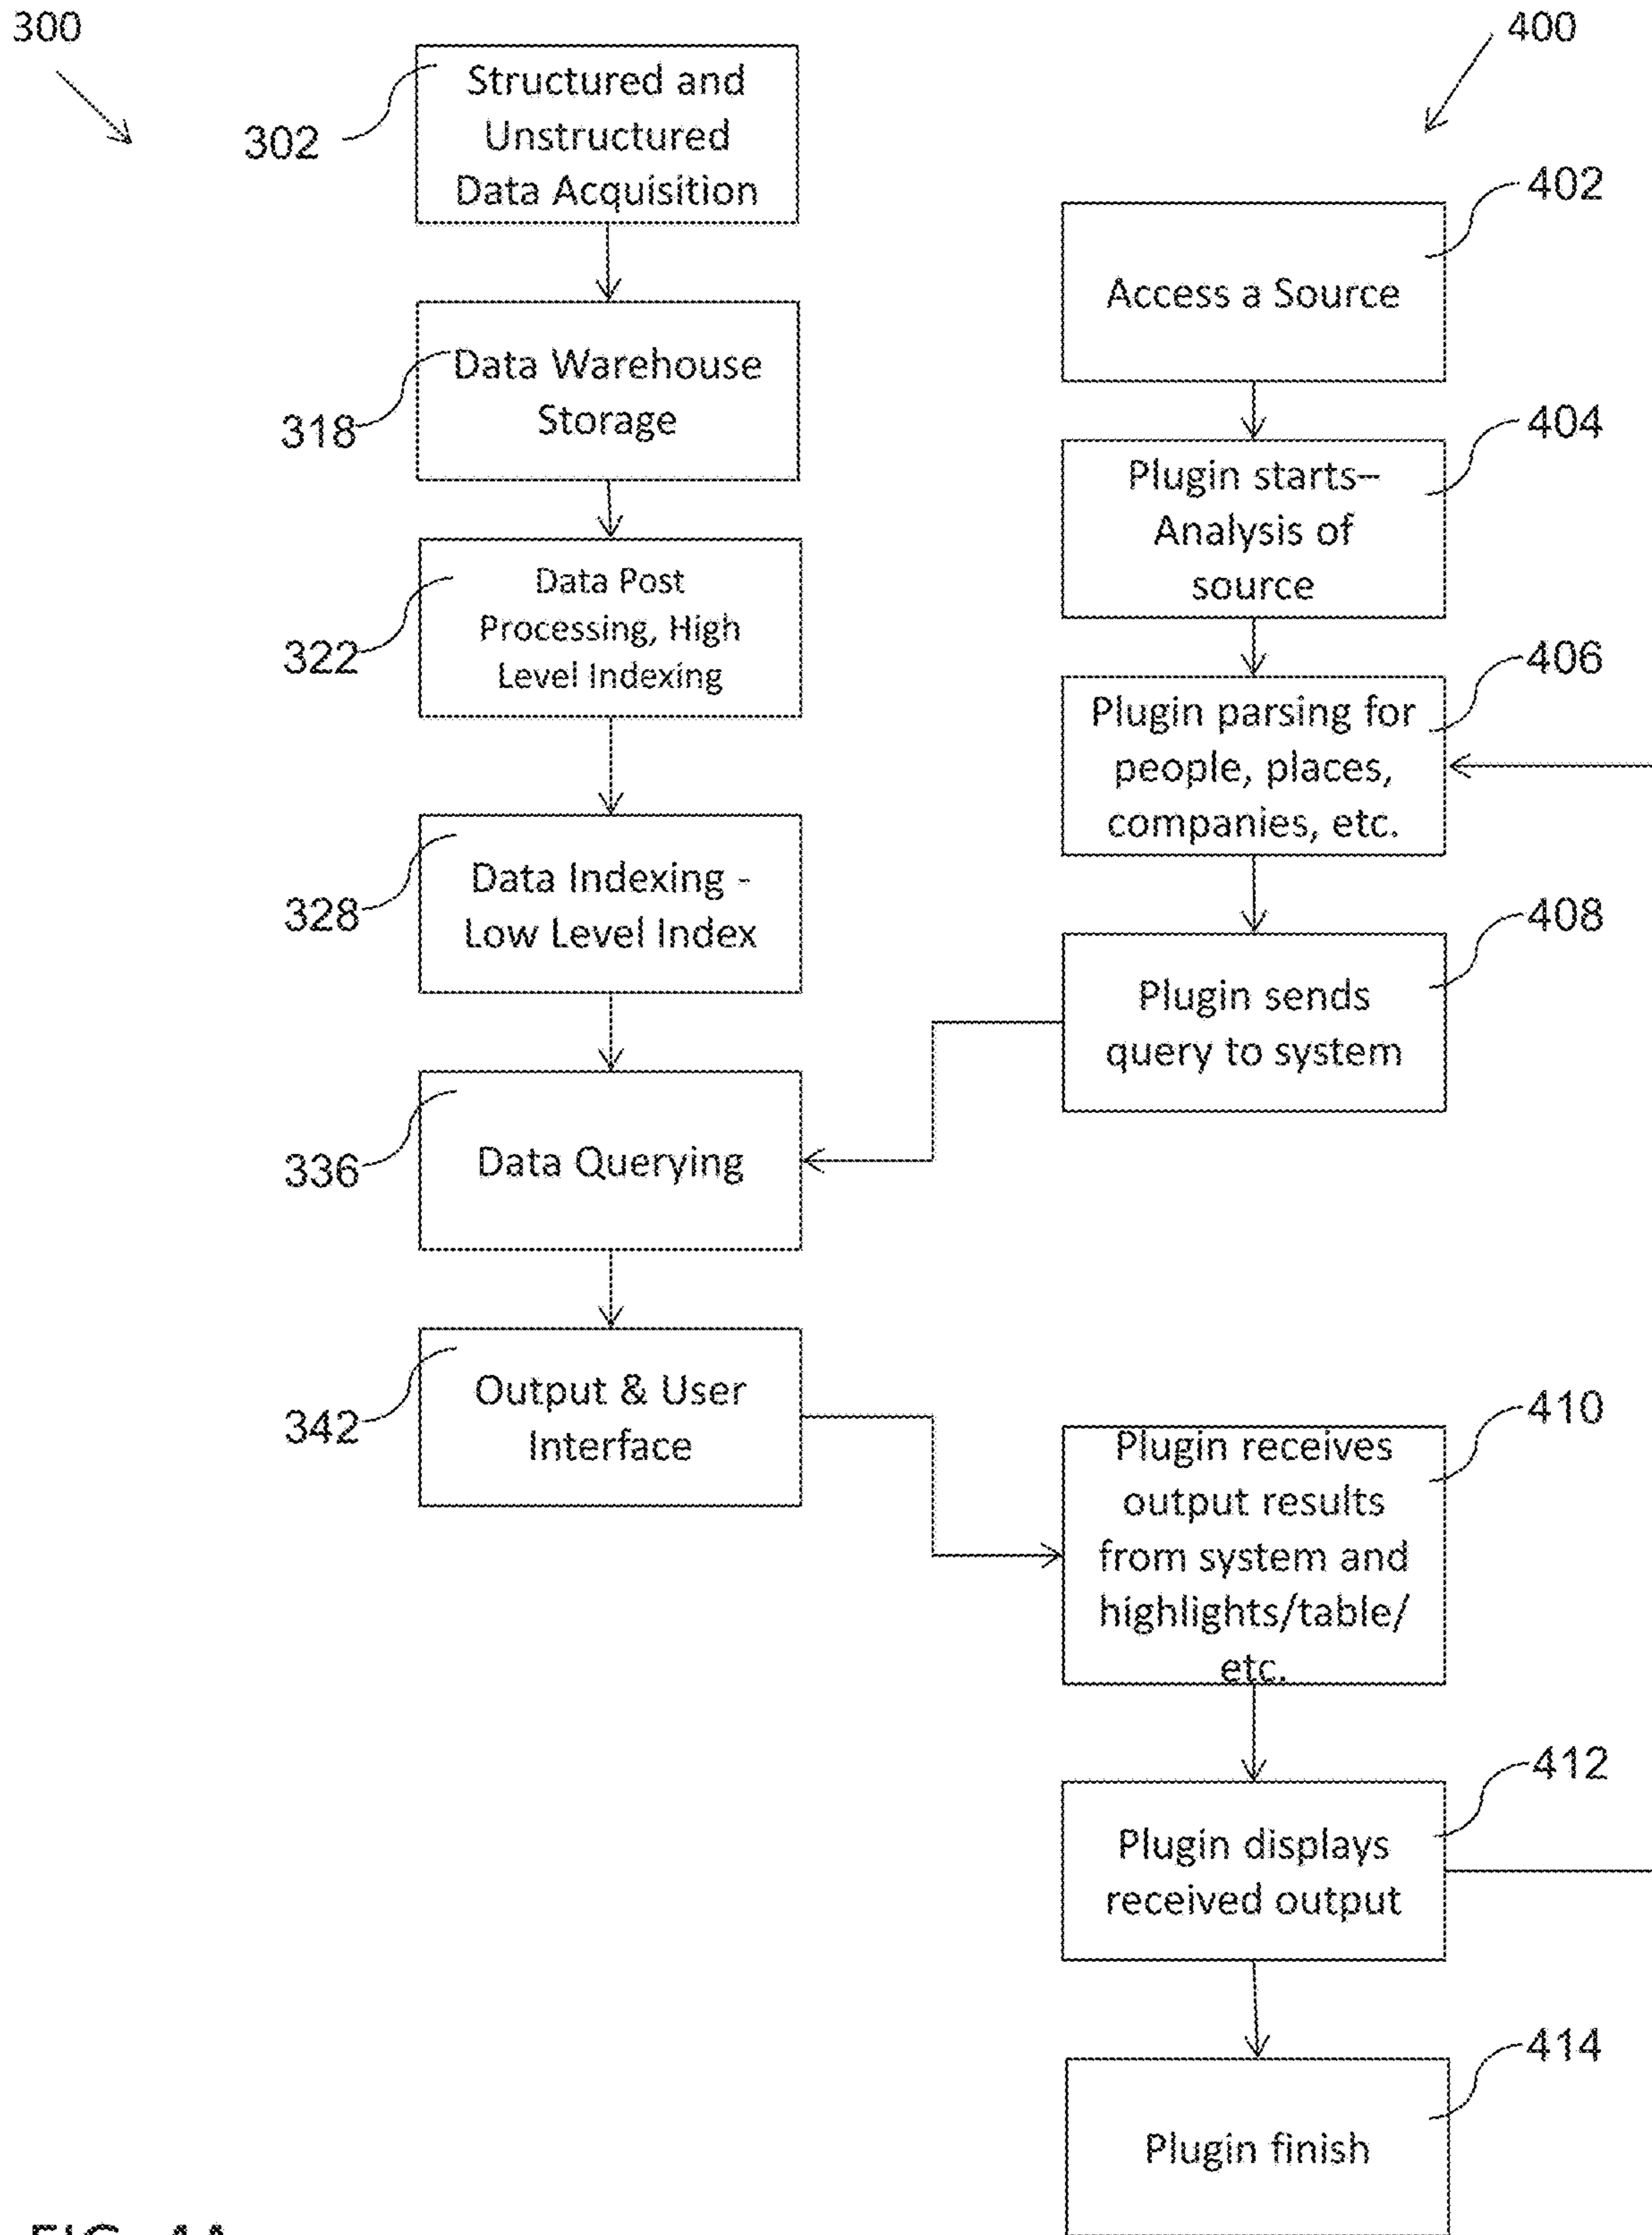 300
400
302
Structured and
Unstructured
Data Acquisition
402
Access a Source
318
Data Warehouse
Storage
404
Plugin starts–
Analysis of
source
322
Data Post
Processing, High
Level Indexing
406
Plugin parsing for
people, places,
companies, etc.
328
Data Indexing -
Low Level Index
408
Plugin sends
query to system
336
Data Querying
342
Output & User
Interface
410
Plugin receives
output results
from system and
highlights/table/
etc.
412
Plugin displays
received output
414
Plugin finish
FIG. 4A